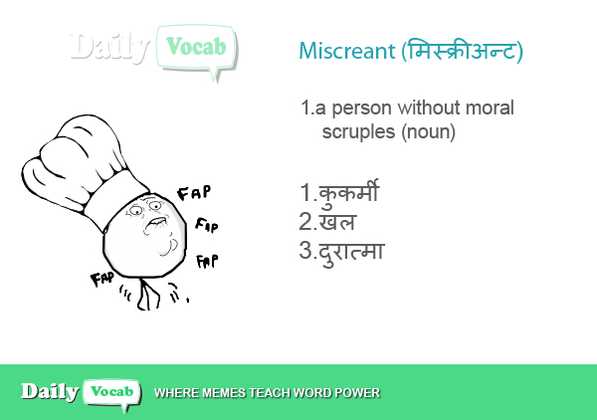 Daily Vocab
Miscreant (मिस्क्रीअन्ट)
1.a person without moral
scruples (noun)
1.कुकर्मी
2.खल
3.दुरात्मा
FAP
FAP
FAP
FAP
Daily Vocab WHERE MEMES TEACH WORD POWER